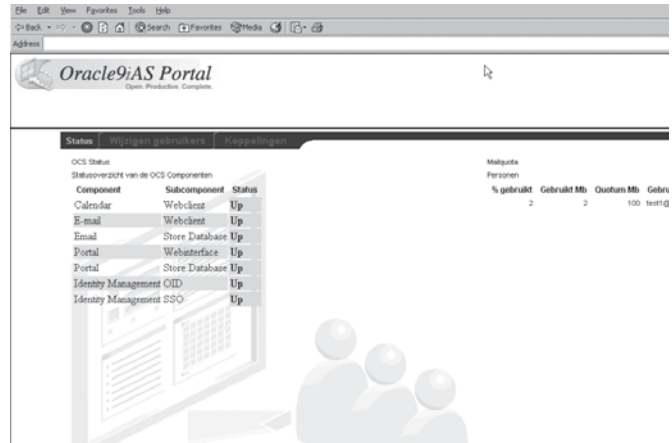 File Edit View Favorites Tools Help
Back Search Favorites Media
Address
Oracle9iAS Portal
Open. Productive. Complete.
Status Wijzigen gebruikers Koppelingen
OCS Status
Statusoverzicht van de OCS Componenten
Component Subcomponent Status
Calendar Webclient Up
E-mail Webclient Up
Email Store Database Up
Portal Webinterface Up
Portal Store Database Up
Identity Management OID Up
Identity Management SSO Up
Mailquota
Personen
% gebruikt Gebruikt Mb Quotum Mb Gebru
2 2 100 test1@